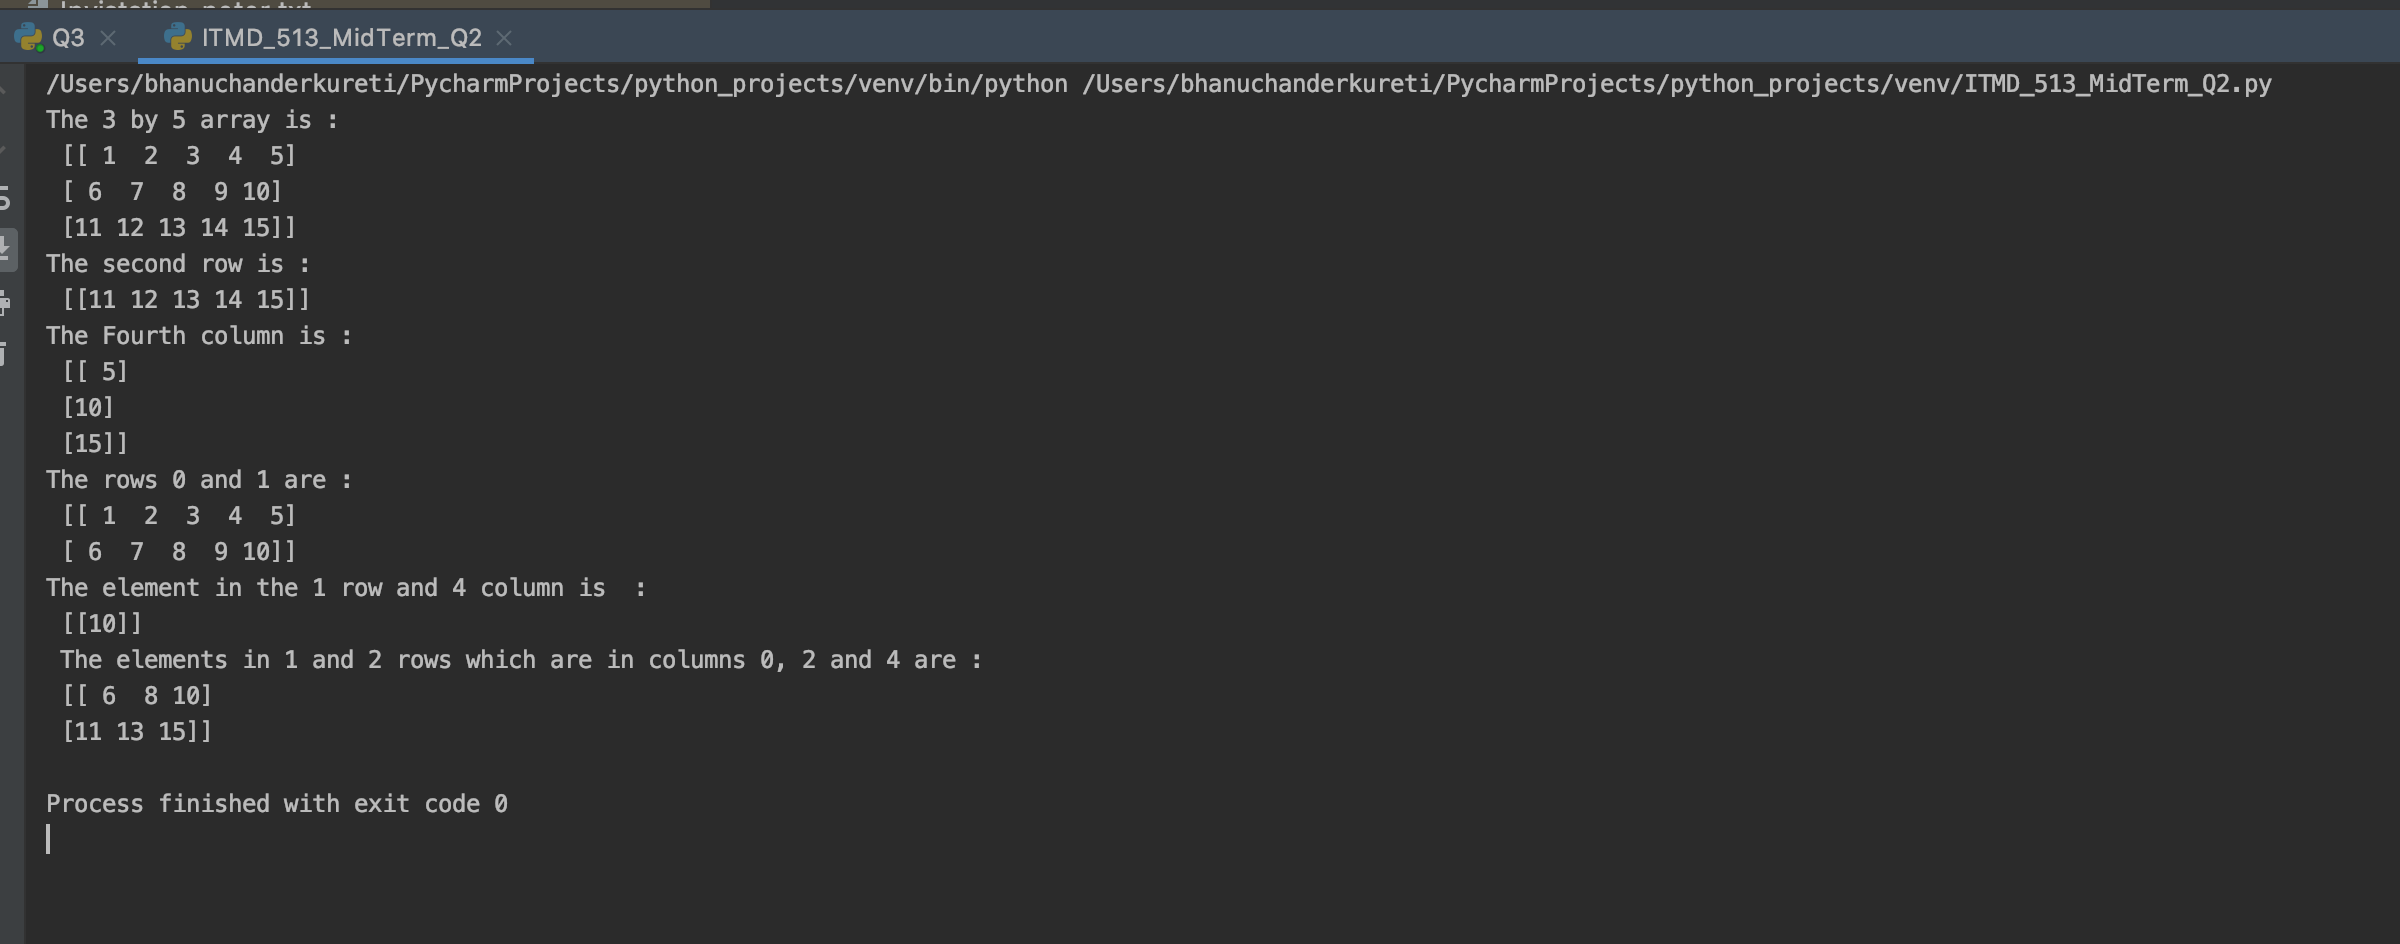 Q3 ITMD_513_MidTerm_Q2
/Users/bhanuchanderkureti/PycharmProjects/python_projects/venv/bin/python /Users/bhanuchanderkureti/PycharmProjects/python_projects/venv/ITMD_513_MidTerm_Q2.py
The 3 by 5 array is :
[[ 1  2  3  4  5]
[ 6  7  8  9 10]
[11 12 13 14 15]]
The second row is :
[[11 12 13 14 15]]
The Fourth column is :
[[ 5]
[10]
[15]]
The rows 0 and 1 are :
[[ 1  2  3  4  5]
[ 6  7  8  9 10]]
The element in the 1 row and 4 column is  :
[[10]]
The elements in 1 and 2 rows which are in columns 0, 2 and 4 are :
[[ 6  8 10]
[11 13 15]]
Process finished with exit code 0